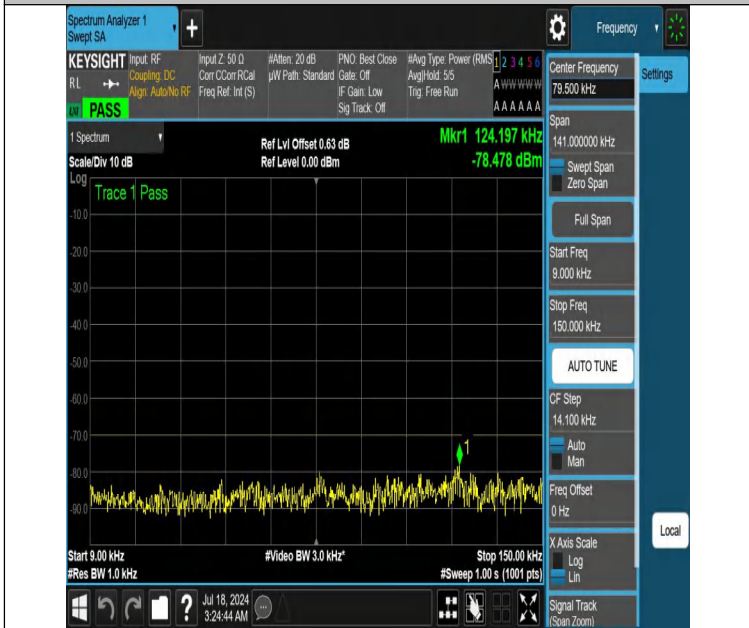 Spectrum Analyzer 1
Swept SA
+
Frequency
KEYSIGHT
RL
PASS
Input: RF
Coupling: DC
Align: Auto/No RF
Input Z: 50 Ω
Corr CCorr RCal
Freq Ref: Int (S)
#Atten: 20 dB
µW Path: Standard
PNO: Best Close
Gate: Off
IF Gain: Low
Sig Track: Off
#Avg Type: Power (RMS
Avg|Hold: 5/5
Trig: Free Run
1 2 3 4 5 6
A W W W W W
A A A A A A
1 Spectrum
Scale/Div 10 dB
Ref Lvl Offset 0.63 dB
Ref Level 0.00 dBm
Mkr1 124.197 kHz
-78.478 dBm
Log
Trace 1 Pass
-10.0
-20.0
-30.0
-40.0
-50.0
-60.0
-70.0
-80.0
-90.0
1
Start 9.00 kHz
#Res BW 1.0 kHz
#Video BW 3.0 kHz*
Stop 150.00 kHz
#Sweep 1.00 s (1001 pts)
?
Jul 18, 2024
3:24:44 AM
Center Frequency
79.500 kHz
Settings
Span
141.000000 kHz
Swept Span
Zero Span
Full Span
Start Freq
9.000 kHz
Stop Freq
150.000 kHz
AUTO TUNE
CF Step
14.100 kHz
Auto
Man
Freq Offset
0 Hz
X Axis Scale
Log
Lin
Local
Signal Track
(Span Zoom)